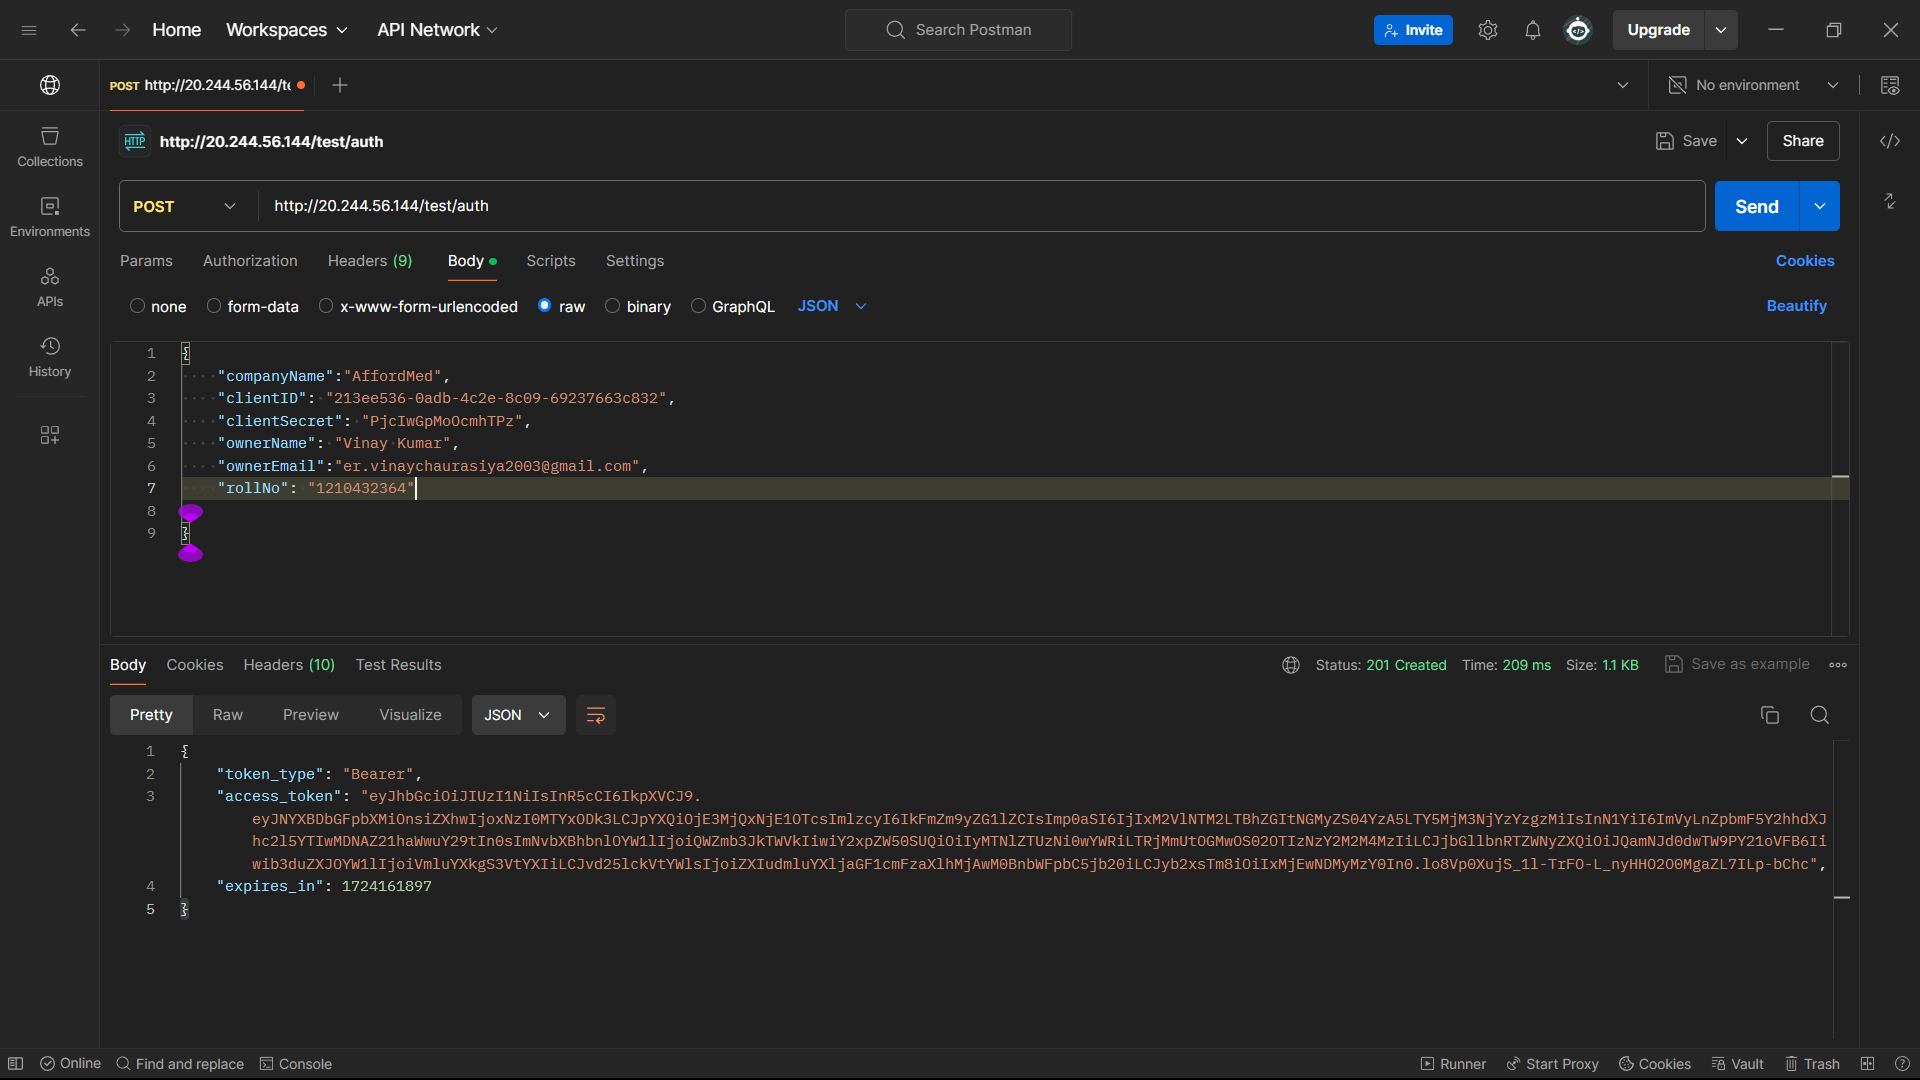 Home Workspaces API Network Search Postman Invite Upgrade
POST http://20.244.56.144/te No environment
HTTP http://20.244.56.144/test/auth Save Share
Collections
POST http://20.244.56.144/test/auth Send
Environments
Params Authorization Headers (9) Body Scripts Settings Cookies
APIs
none form-data x-www-form-urlencoded raw binary GraphQL JSON Beautify
History
1 {
2 "companyName":"AffordMed",
3 "clientID": "213ee536-0adb-4c2e-8c09-69237663c832",
4 "clientSecret": "PjcIwGpMoOcmhTPz",
5 "ownerName": "Vinay Kumar",
6 "ownerEmail":"er.vinaychaurasiya2003@gmail.com",
7 "rollNo": "1210432364"
8
9 }
Body Cookies Headers (10) Test Results Status: 201 Created Time: 209 ms Size: 1.1 KB Save as example
Pretty Raw Preview Visualize JSON
1 {
2 "token_type": "Bearer",
3 "access_token": "eyJhbGciOiJIUzI1NiIsInR5cCI6IkpXVCJ9.
eyJNYXBDbGFpbXMiOnsiZXhwIjoxNzI0MTYxODk3LCJpYXQiOjE3MjQxNjE1OTcsImlzcyI6IkFmZm9yZG1lZCIsImp0aSI6IjIxM2VlNTM2LTBhZGItNGMyZS04YzA5LTY5MjM3NjYzYzgzMiIsInN1YiI6ImVyLnZpbmF5Y2hhdXJ
hc2l5YTIwMDNAZ21haWwuY29tIn0sImNvbXBhbnlOYW1lIjoiQWZmb3JkTWVkIiwiY2xpZW50SUQiOiIyMTNlZTUzNi0wYWRiLTRjMmUtOGMwOS02OTIzNzY2M2M4MzIiLCJjbGllbnRTZWNyZXQiOiJQamNJd0dwTW9PY21oVFB6Ii
wib3duZXJOYW1lIjoiVmluYXkgS3VtYXIiLCJvd25lckVtYWlsIjoiZXIudmluYXljaGF1cmFzaXlhMjAwM0BnbWFpbC5jb20iLCJyb2xsTm8iOiIxMjEwNDMyMzY0In0.lo8Vp0XujS_1l-TrFO-L_nyHHO2O0MgaZL7ILp-bChc",
4 "expires_in": 1724161897
5 }
Online Find and replace Console Runner Start Proxy Cookies Vault Trash